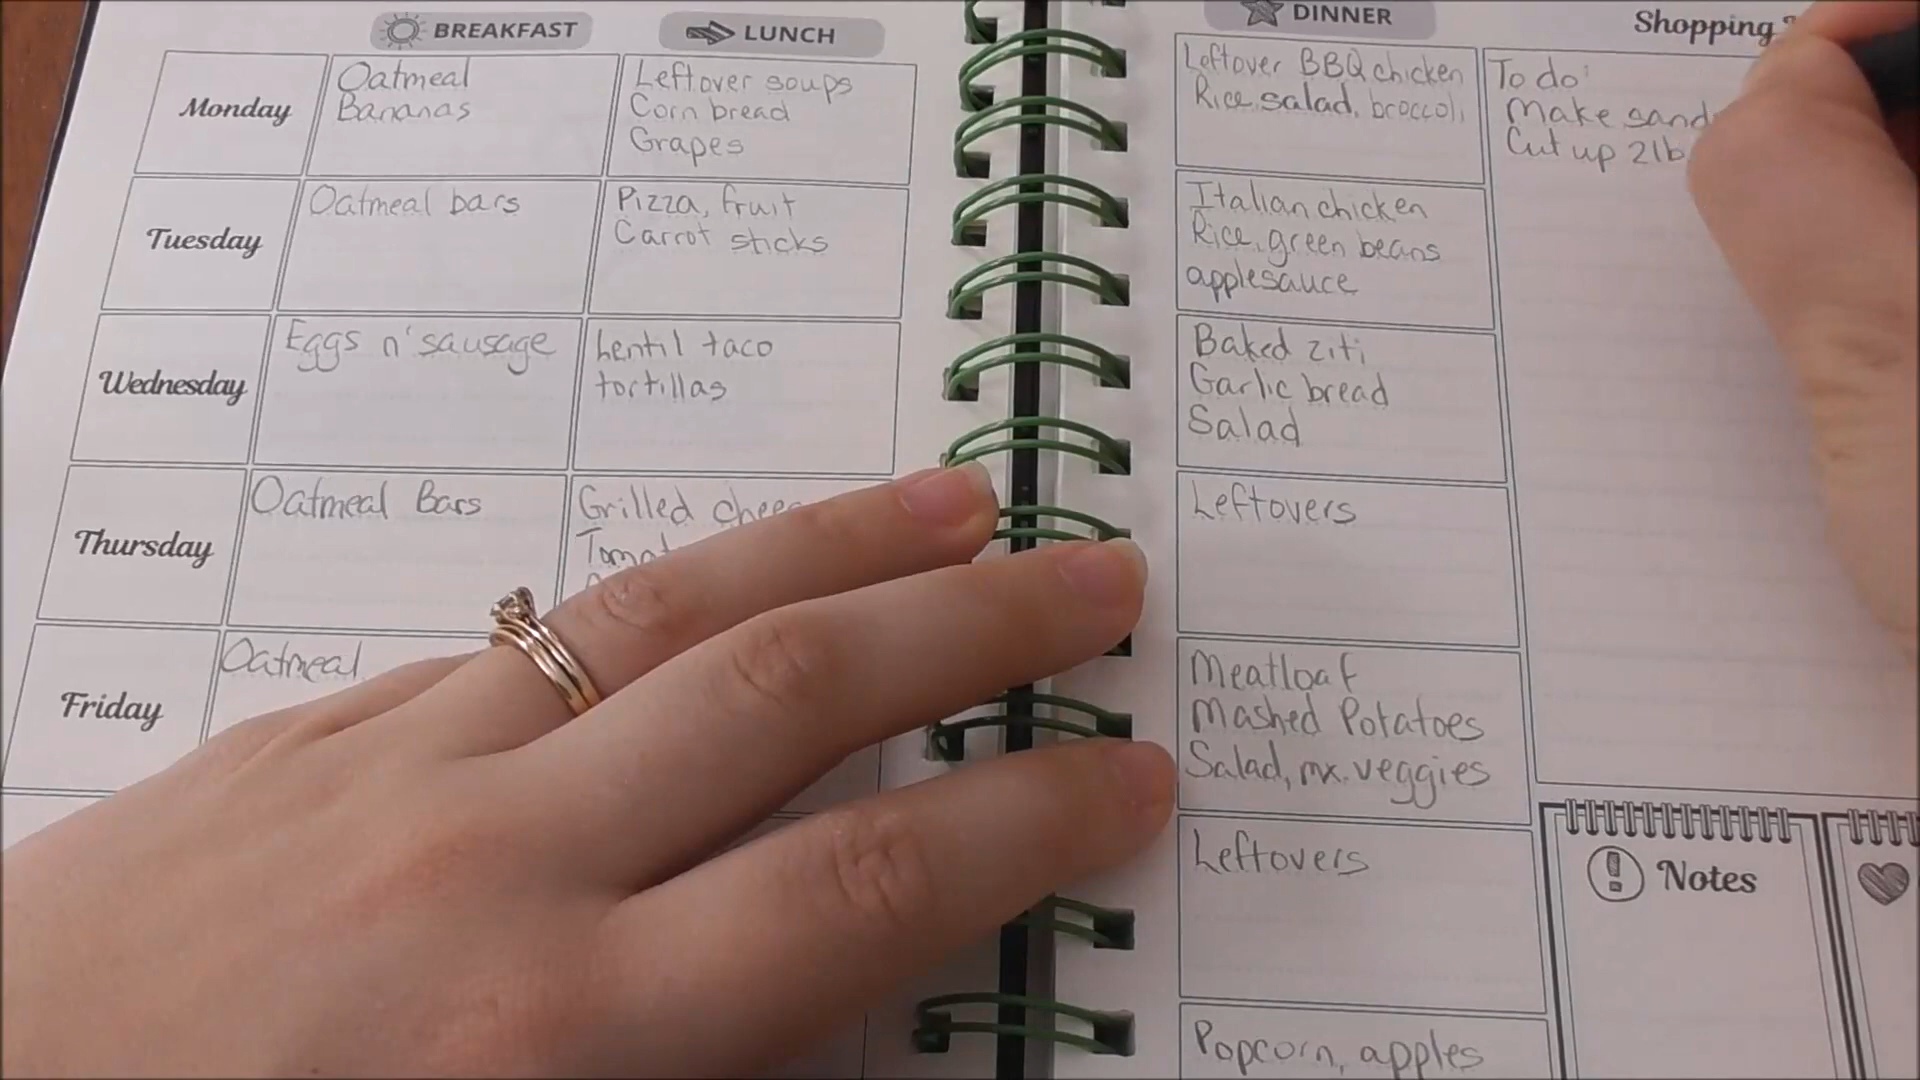 BREAKFAST
LUNCH
DINNER
Shopping
Monday
Oatmeal
Bananas
Leftover soups
Corn bread
Grapes
Leftover BBQ chicken
Rice, salad, broccoli
To do:
Make
Cut up 2lb
Tuesday
Oatmeal bars
Pizza, fruit
Carrot sticks
Italian chicken
Rice, green beans
applesauce
Wednesday
Eggs n' sausage
Lentil taco
tortillas
Baked ziti
Garlic bread
Salad
Thursday
Oatmeal Bars
Grilled
Leftovers
Friday
Oatmeal
Meatloaf
Mashed Potatoes
Salad, mx. veggies
Leftovers
Notes
Popcorn, apples